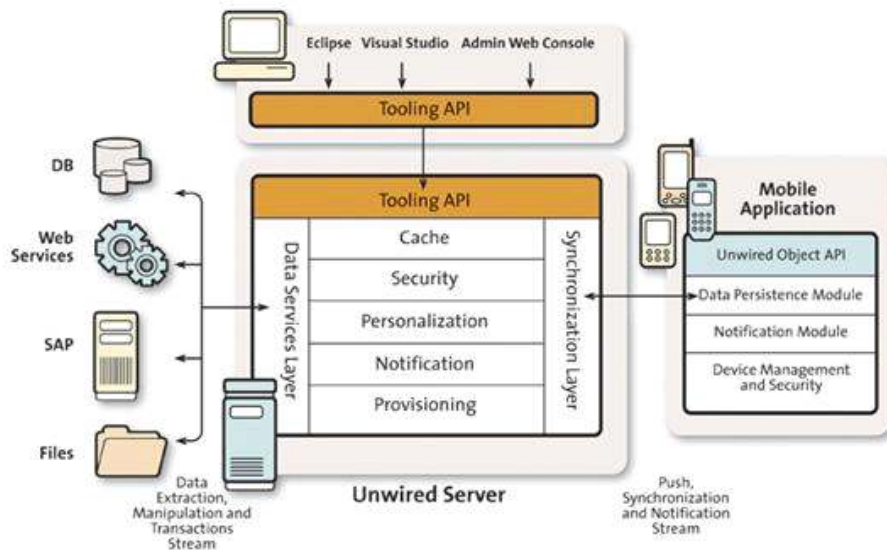 Eclipse Visual Studio Admin Web Console
Tooling API
DB
Web
Services
SAP
Files
Tooling API
Data Services Layer
Cache
Security
Personalization
Notification
Provisioning
Synchronization Layer
Unwired Server
Mobile
Application
Unwired Object API
Data Persistence Module
Notification Module
Device Management
and Security
Data
Extraction,
Manipulation and
Transactions
Stream
Push,
Synchronization
and Notification
Stream